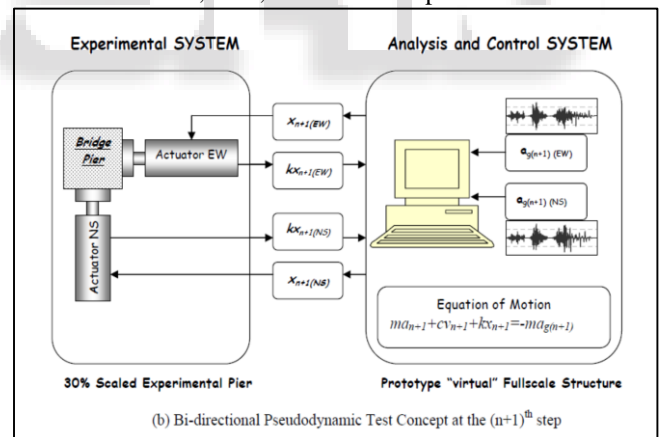 Experimental SYSTEM
Analysis and Control SYSTEM
x_{n+1(EW)}
Bridge
Pier
Actuator EW
kx_{n+1(EW)}
a_{g(n+1) (EW)}
a_{g(n+1) (NS)}
Actuator NS
kx_{n+1(NS)}
x_{n+1(NS)}
Equation of Motion
ma_{n+1}+cv_{n+1}+kx_{n+1}=-ma_{g(n+1)}
30% Scaled Experimental Pier
Prototype "virtual" Fullscale Structure
(b) Bi-directional Pseudodynamic Test Concept at the (n+1)^{th} step